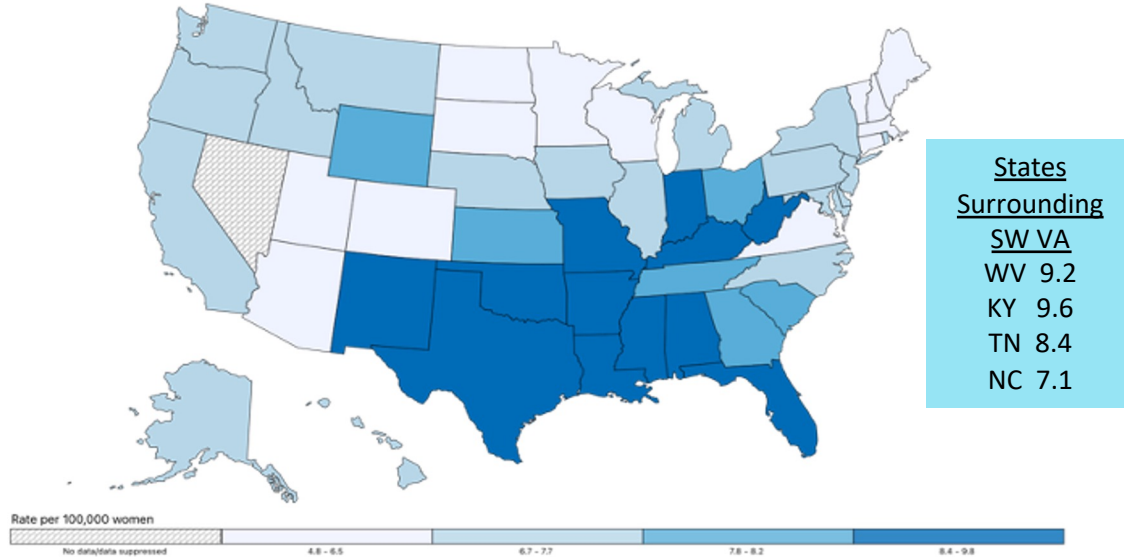 States
Surrounding
SW VA
WV 9.2
KY 9.6
TN 8.4
NC 7.1
Rate per 100,000 women
No data/data suppressed
4.8 - 6.5
6.7 - 7.7
7.8 - 8.2
8.4 - 9.8